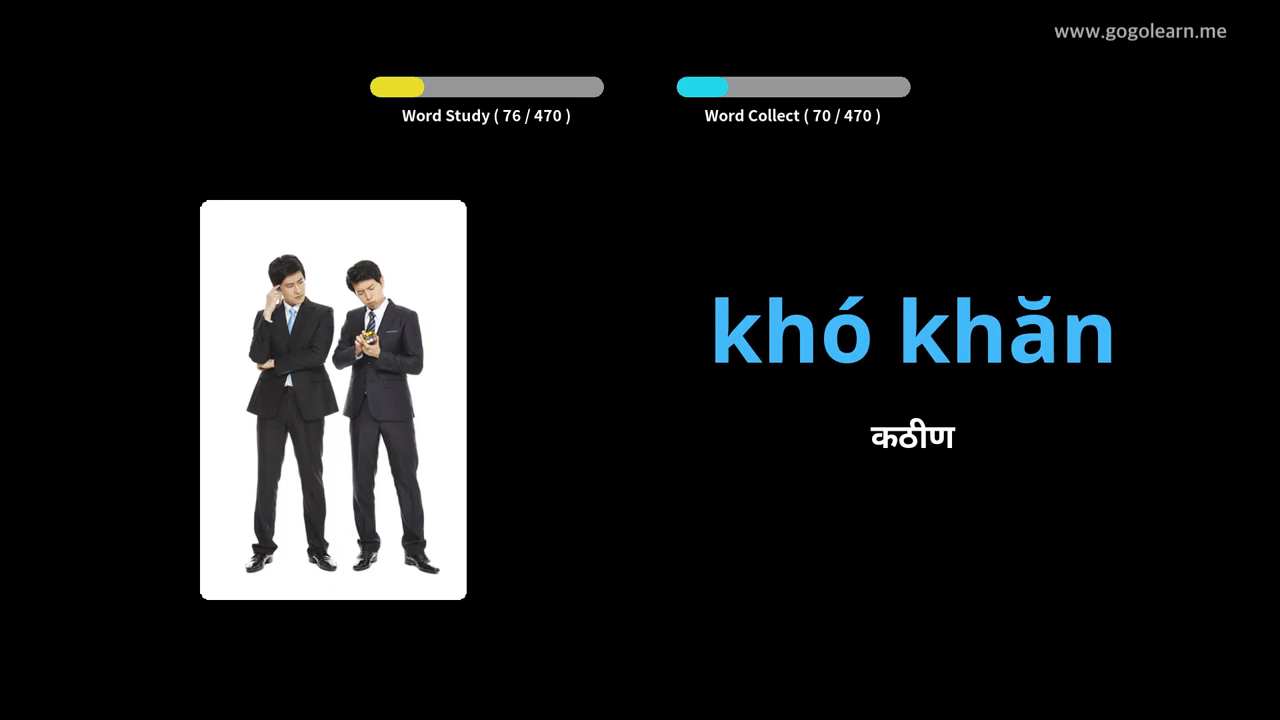 www.gogolearn.me
Word Study ( 76 / 470 )
Word Collect ( 70 / 470 )
khó khăn
कठीण